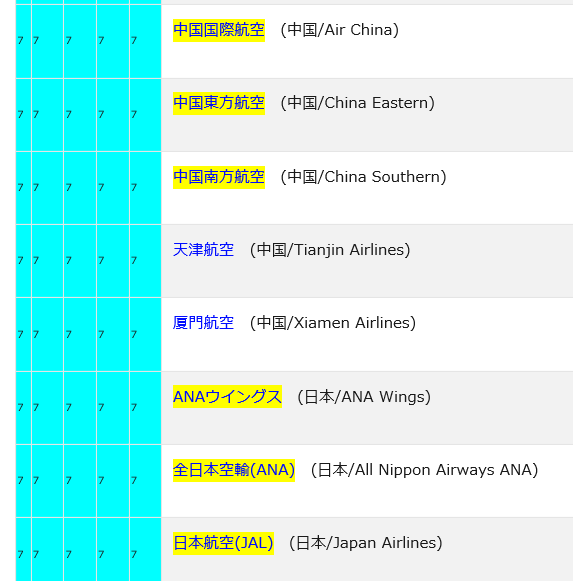 7 7 7 7 7 中国国際航空　(中国/Air China)
7 7 7 7 7 中国東方航空　(中国/China Eastern)
7 7 7 7 7 中国南方航空　(中国/China Southern)
7 7 7 7 7 天津航空　(中国/Tianjin Airlines)
7 7 7 7 7 厦門航空　(中国/Xiamen Airlines)
7 7 7 7 7 ANAウイングス　(日本/ANA Wings)
7 7 7 7 7 全日本空輸(ANA)　(日本/All Nippon Airways ANA)
7 7 7 7 7 日本航空(JAL)　(日本/Japan Airlines)